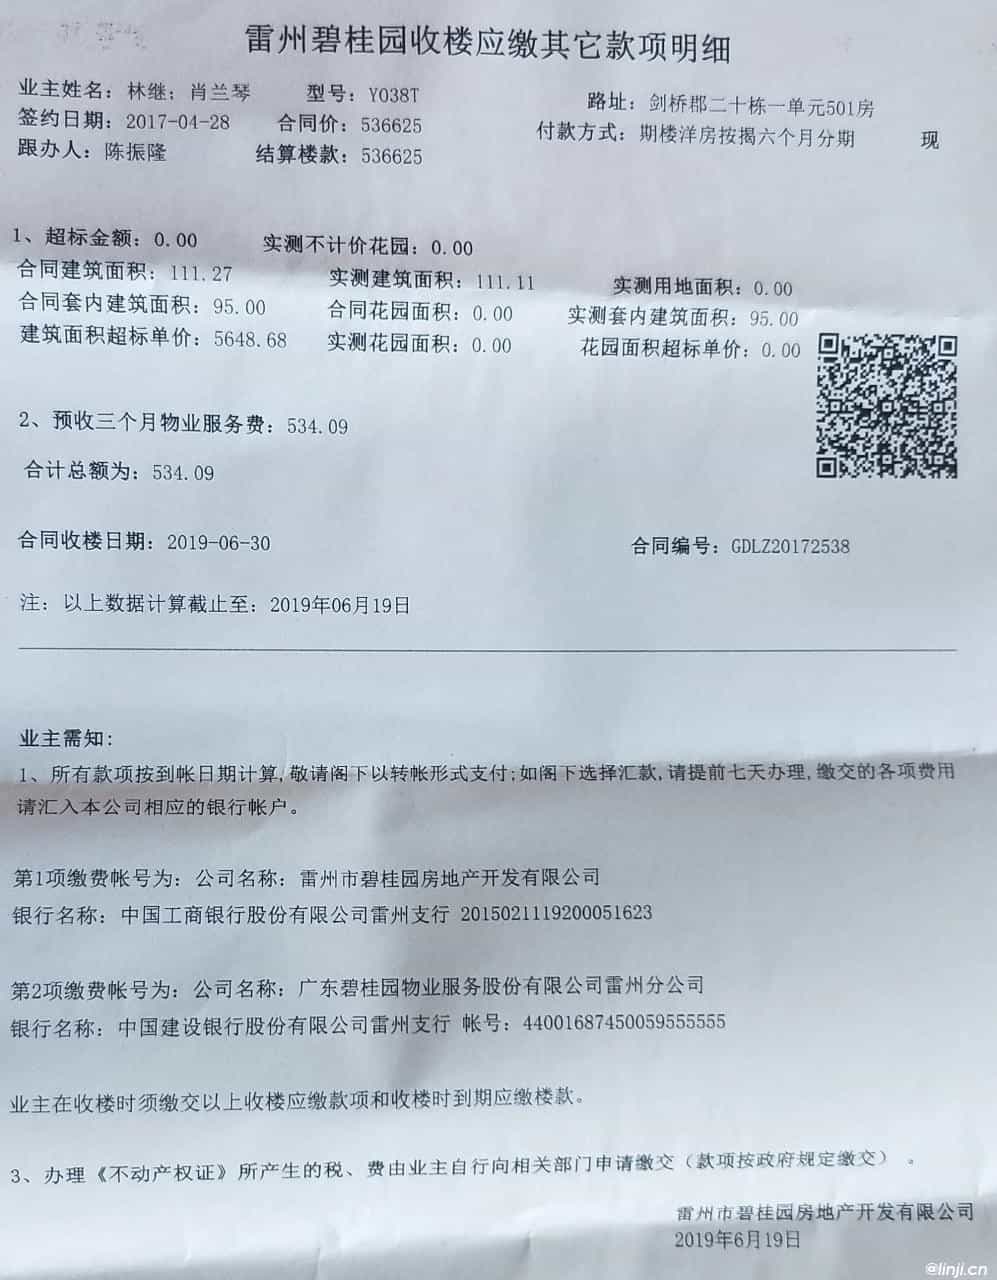 雷州碧桂园收楼应缴其它款项明细
业主姓名：林继；肖兰琴 型号：YO38T 路址：剑桥郡二十栋一单元501房
签约日期：2017-04-28 合同价：536625 付款方式：期楼洋房按揭六个月分期 现
跟办人：陈振隆 结算楼款：536625
1、超标金额：0.00 实测不计价花园：0.00
合同建筑面积：111.27 实测建筑面积：111.11 实测用地面积：0.00
合同套内建筑面积：95.00 合同花园面积：0.00 实测套内建筑面积：95.00
建筑面积超标单价：5648.68 实测花园面积：0.00 花园面积超标单价：0.00
2、预收三个月物业服务费：534.09
合计总额为：534.09
合同收楼日期：2019-06-30 合同编号：GDLZ20172538
注：以上数据计算截止至：2019年06月19日
业主需知：
1、所有款项按到帐日期计算,敬请阁下以转帐形式支付;如阁下选择汇款,请提前七天办理,缴交的各项费用
请汇入本公司相应的银行帐户。
第1项缴费帐号为：公司名称：雷州市碧桂园房地产开发有限公司
银行名称：中国工商银行股份有限公司雷州支行 2015021119200051623
第2项缴费帐号为：公司名称：广东碧桂园物业服务股份有限公司雷州分公司
银行名称：中国建设银行股份有限公司雷州支行 帐号：44001687450059555555
业主在收楼时须缴交以上收楼应缴款项和收楼时到期应缴楼款。
3、办理《不动产权证》所产生的税、费由业主自行向相关部门申请缴交（款项按政府规定缴交）。
雷州市碧桂园房地产开发有限公司
2019年6月19日
@linji.cn